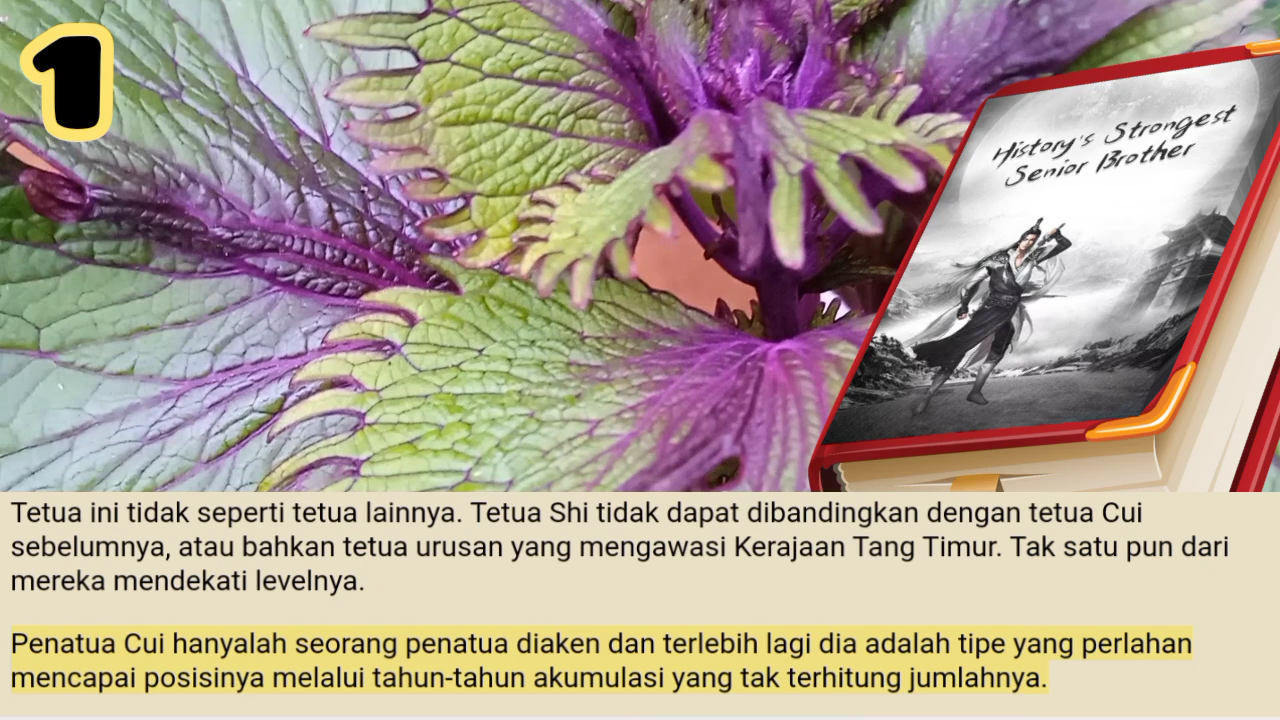 1
History's Strongest
Senior Brother
Tetua ini tidak seperti tetua lainnya. Tetua Shi tidak dapat dibandingkan dengan tetua Cui
sebelumnya, atau bahkan tetua urusan yang mengawasi Kerajaan Tang Timur. Tak satu pun dari
mereka mendekati levelnya.
Penatua Cui hanyalah seorang penatua diaken dan terlebih lagi dia adalah tipe yang perlahan
mencapai posisinya melalui tahun-tahun akumulasi yang tak terhitung jumlahnya.